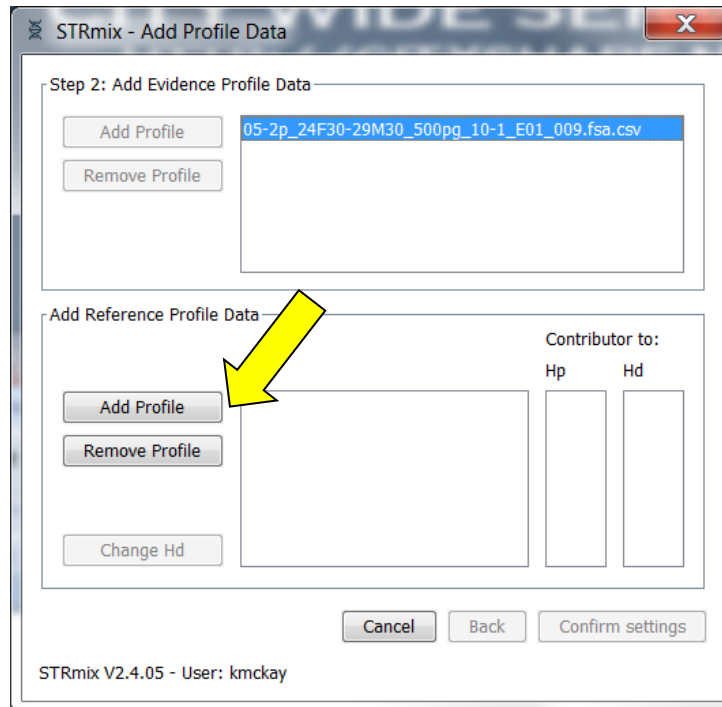 STRmix - Add Profile Data
X
Step 2: Add Evidence Profile Data
Add Profile
05-2p_24F30-29M30_500pg_10-1_E01_009.fsa.csv
Remove Profile
Add Reference Profile Data
Contributor to:
Hp Hd
Add Profile
Remove Profile
Change Hd
Cancel Back Confirm settings
STRmix V2.4.05 - User: kmckay